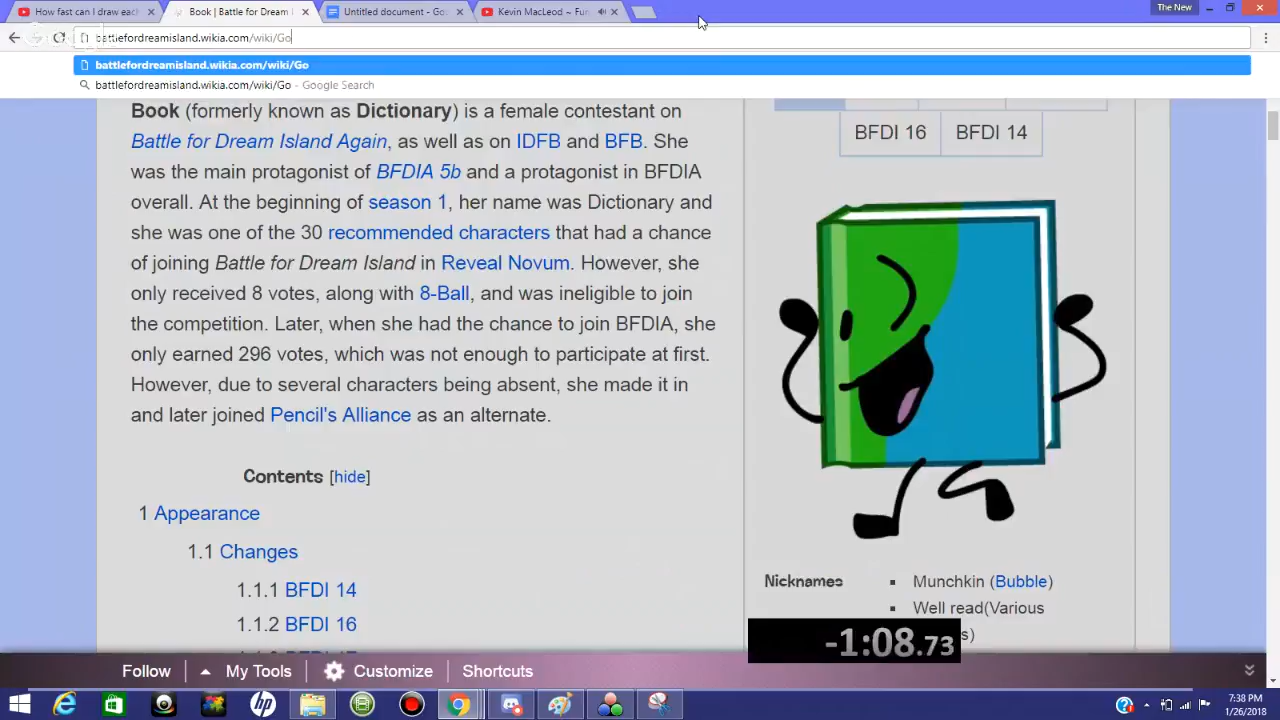 How fast can I draw eac
Book | Battle for Dream I
Untitled document - Go
Kevin MacLeod ~ Fun
The New
battlefordreamisland.wikia.com/wiki/Go
battlefordreamisland.wikia.com/wiki/Go
battlefordreamisland.wikia.com/wiki/Go - Google Search
Book (formerly known as Dictionary) is a female contestant on
Battle for Dream Island Again, as well as on IDFB and BFB. She
was the main protagonist of BFDIA 5b and a protagonist in BFDIA
overall. At the beginning of season 1, her name was Dictionary and
she was one of the 30 recommended characters that had a chance
of joining Battle for Dream Island in Reveal Novum. However, she
only received 8 votes, along with 8-Ball, and was ineligible to join
the competition. Later, when she had the chance to join BFDIA, she
only earned 296 votes, which was not enough to participate at first.
However, due to several characters being absent, she made it in
and later joined Pencil's Alliance as an alternate.
Contents [hide]
1 Appearance
1.1 Changes
1.1.1 BFDI 14
1.1.2 BFDI 16
BFDI 16 BFDI 14
Nicknames
Munchkin (Bubble)
Well read(Various
s)
-1:08.73
Follow My Tools Customize Shortcuts
7:38 PM
1/26/2018